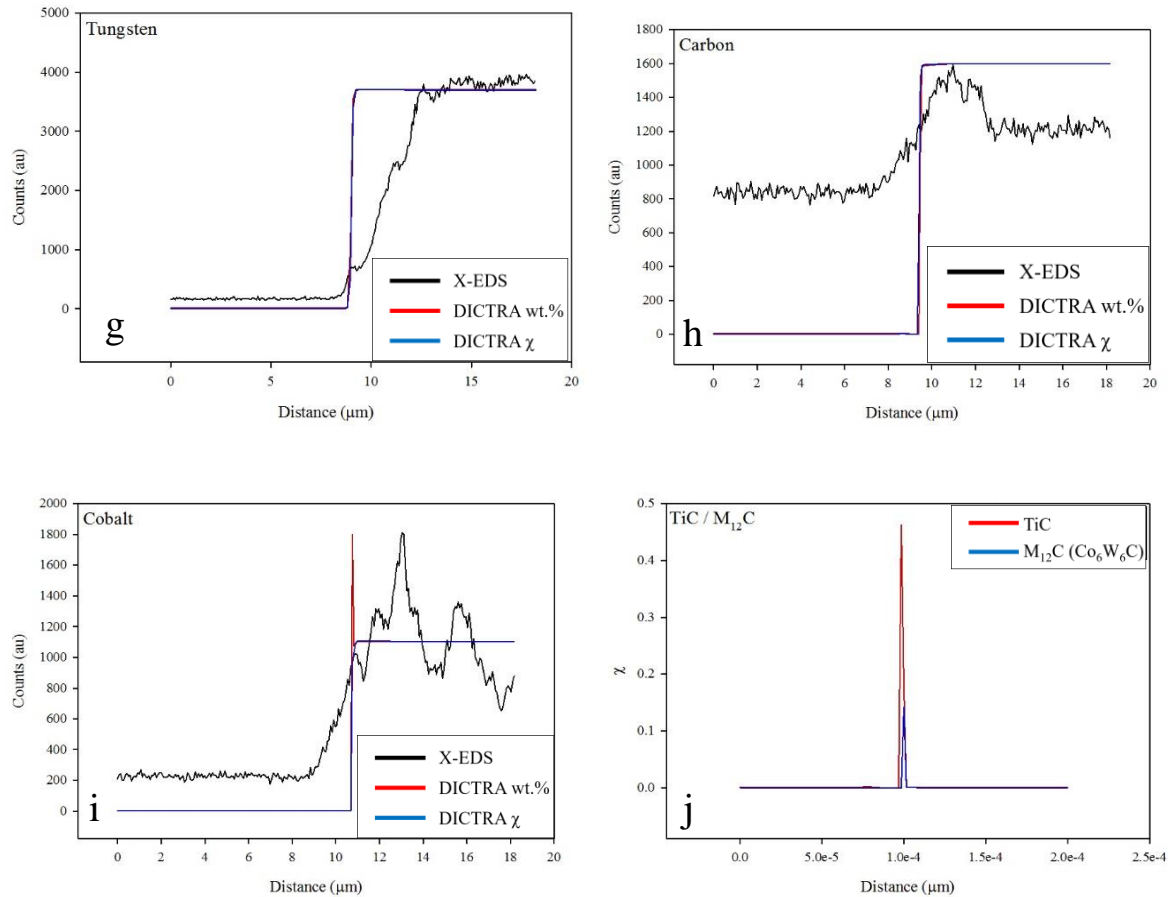 Tungsten
5000
4000
3000
2000
1000
0
Counts (au)
0 5 10 15 20
Distance (µm)
X-EDS
DICTRA wt.%
DICTRA χ
g
Carbon
1800
1600
1400
1200
1000
800
600
400
200
0
Counts (au)
0 2 4 6 8 10 12 14 16 18 20
Distance (µm)
X-EDS
DICTRA wt.%
DICTRA χ
h
Cobalt
2000
1800
1600
1400
1200
1000
800
600
400
200
0
Counts (au)
0 2 4 6 8 10 12 14 16 18 20
Distance (µm)
X-EDS
DICTRA wt.%
DICTRA χ
i
TiC / M₁₂C
0.5
0.4
0.3
0.2
0.1
0.0
χ
0.0 5.0e-5 1.0e-4 1.5e-4 2.0e-4 2.5e-4
Distance (µm)
TiC
M₁₂C (Co₆W₆C)
j